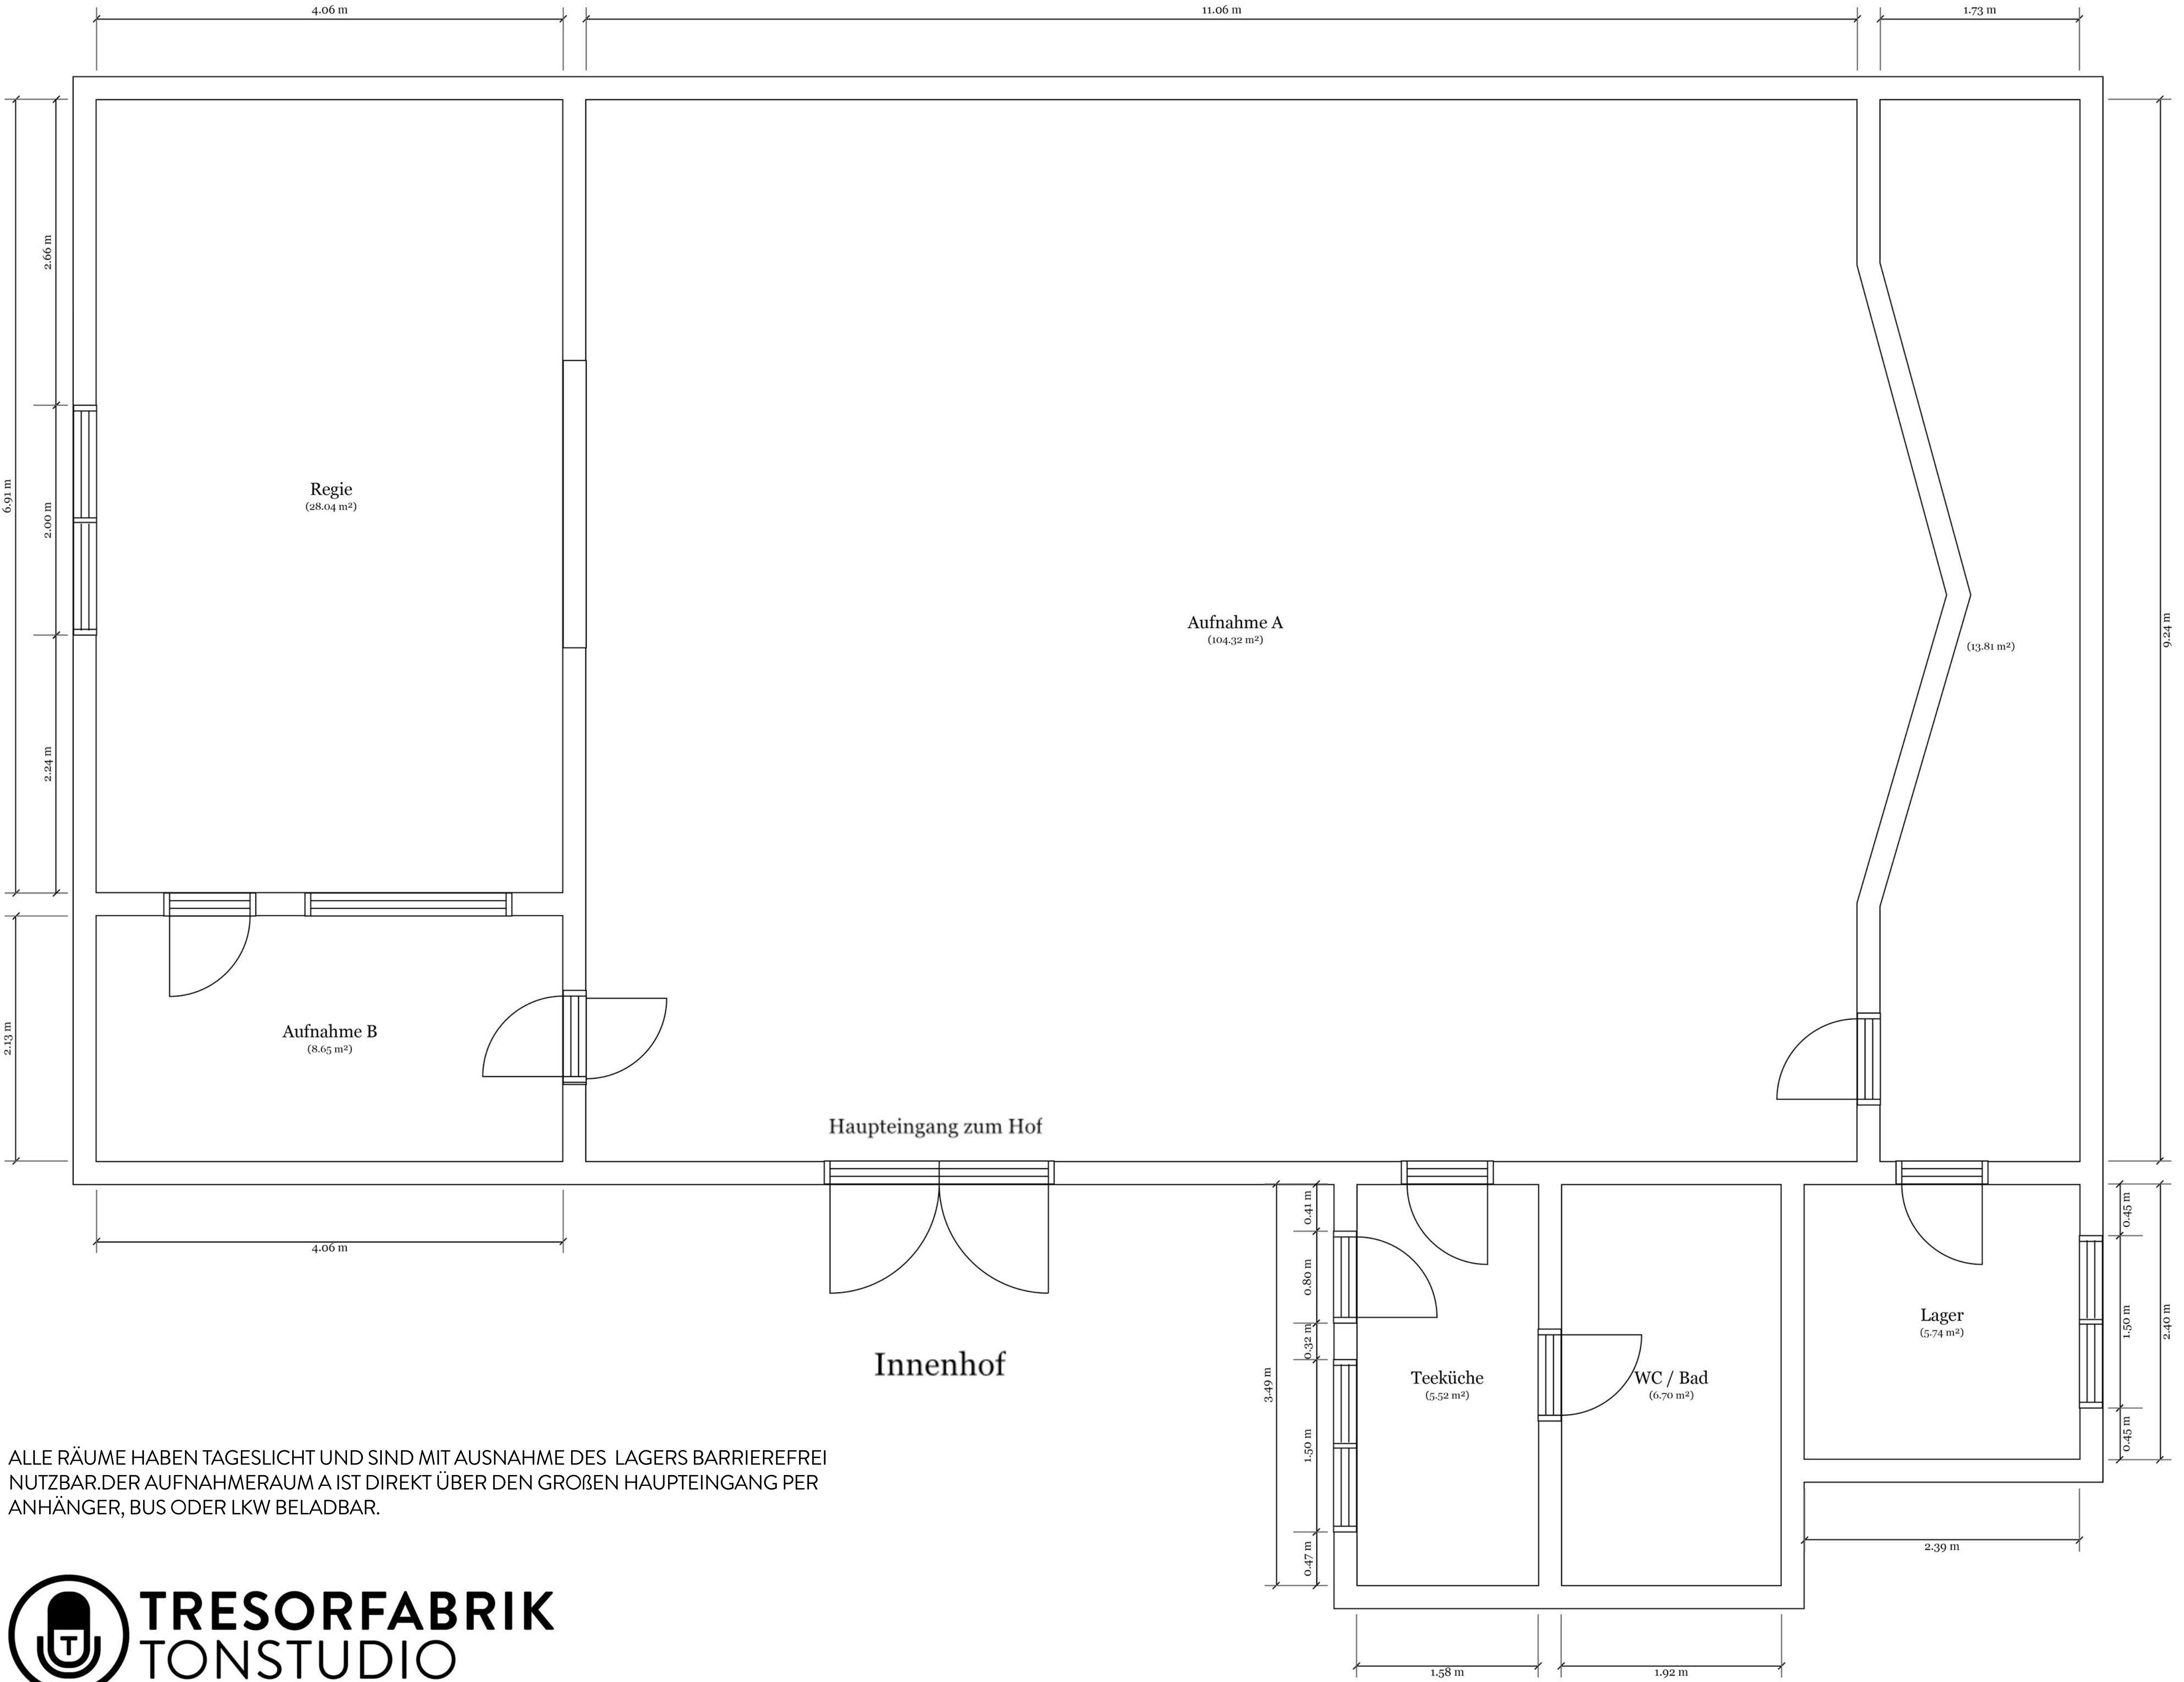 4.06 m
11.06 m
1.73 m
2.66 m
6.91 m
2.00 m
2.24 m
2.13 m
Regie
(28.04 m²)
Aufnahme A
(104.32 m²)
(13.81 m²)
9.24 m
Aufnahme B
(8.65 m²)
Haupteingang zum Hof
4.06 m
Innenhof
0.41 m
0.80 m
0.32 m
3.49 m
1.50 m
0.47 m
Teeküche
(5.52 m²)
WC / Bad
(6.70 m²)
Lager
(5.74 m²)
0.45 m
1.50 m
2.40 m
0.45 m
2.39 m
1.58 m
1.92 m
ALLE RÄUME HABEN TAGESLICHT UND SIND MIT AUSNAHME DES  LAGERS BARRIEREFREI
NUTZBAR.DER AUFNAHMERAUM A IST DIREKT ÜBER DEN GROßEN HAUPTEINGANG PER
ANHÄNGER, BUS ODER LKW BELADBAR.
T
TRESORFABRIK
TONSTUDIO